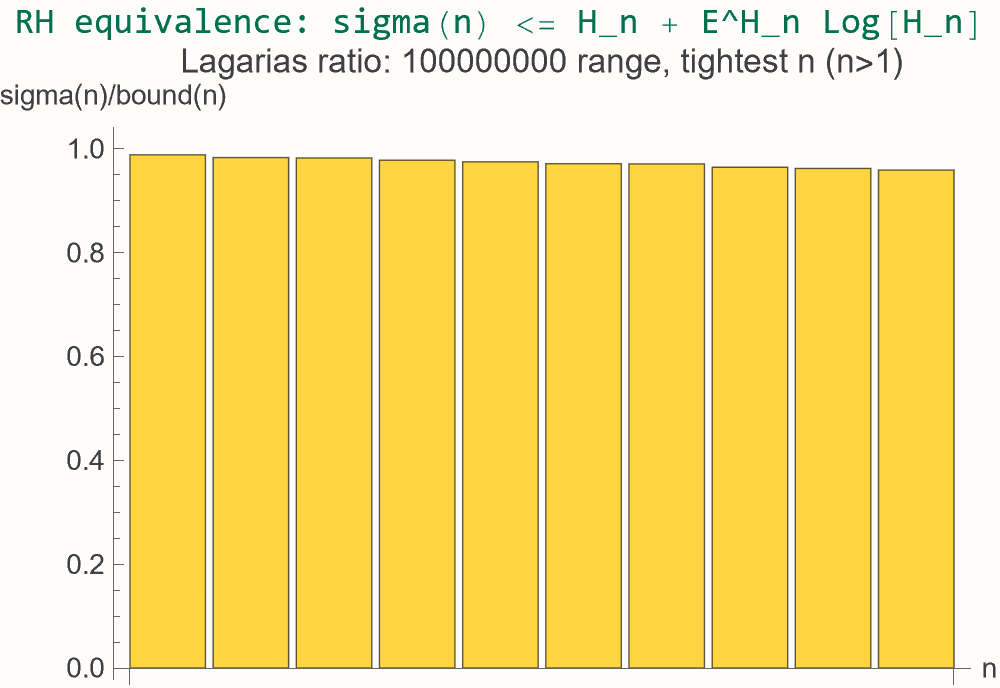 RH equivalence: sigma(n) <= H_n + E^H_n Log[H_n]
Lagarias ratio: 100000000 range, tightest n (n>1)
sigma(n)/bound(n)
1.0
0.8
0.6
0.4
0.2
0.0
n